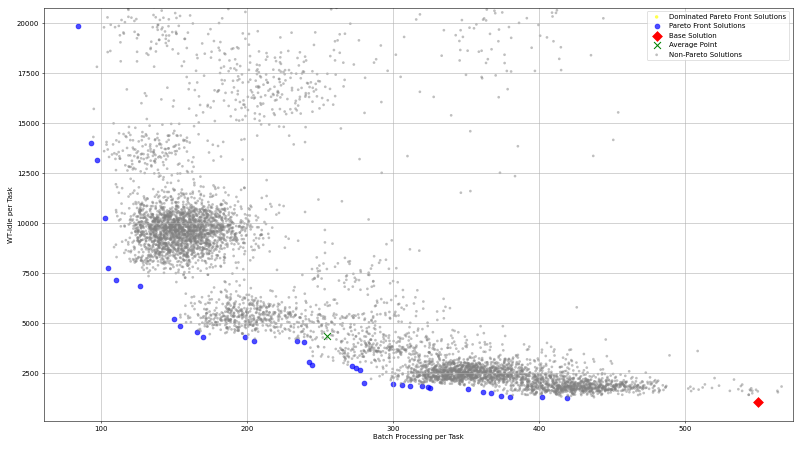 20000
17500
15000
12500
10000
7500
5000
2500
WT-Idle per Task
100
200
300
400
500
Batch Processing per Task
Dominated Pareto Front Solutions
Pareto Front Solutions
Base Solution
Average Point
Non-Pareto Solutions